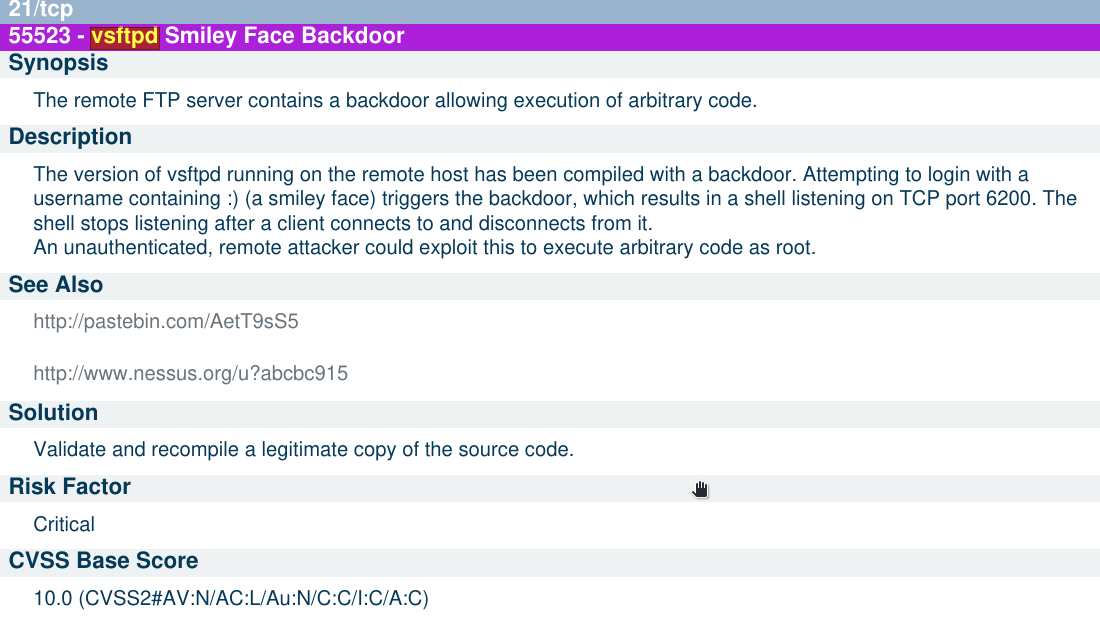 21/tcp
55523 - vsftpd Smiley Face Backdoor
Synopsis
The remote FTP server contains a backdoor allowing execution of arbitrary code.
Description
The version of vsftpd running on the remote host has been compiled with a backdoor. Attempting to login with a
username containing :) (a smiley face) triggers the backdoor, which results in a shell listening on TCP port 6200. The
shell stops listening after a client connects to and disconnects from it.
An unauthenticated, remote attacker could exploit this to execute arbitrary code as root.
See Also
http://pastebin.com/AetT9sS5
http://www.nessus.org/u?abcbc915
Solution
Validate and recompile a legitimate copy of the source code.
Risk Factor
Critical
CVSS Base Score
10.0 (CVSS2#AV:N/AC:L/Au:N/C:C/I:C/A:C)